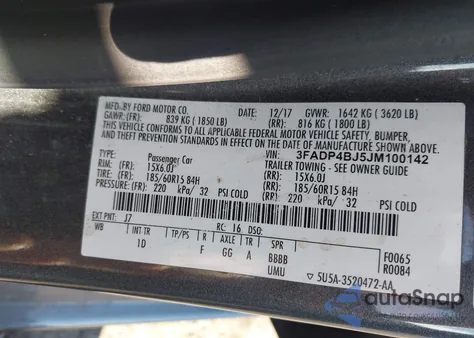 MFD.BY FORD MOTOR CO.
12/17 GVWR: 1642 KG ( 3620 LB)
GAWR: (FR): 839 KG ( 1850 LB) (RR): 816 KG ( 1800 LB)
THIS VEHICLE CONFORMS TO ALL APPLICABLE
FEDERAL MOTOR VEHICLE SAFETY, BUMPER,
AND THEFT PREVENTION STANDARDS IN EFFECT ON THE DATE OF
VIN: 3FADP4BJ5JM100142
TYPE: Passenger Car TRAILER TOWING - SEE OWNER GUIDE
RIM: (FR) 15X6.0J (RR): 15X6.0J
TIRE: (FR) 185/60R15 84H (RR): 185/60R15 84H
PSI: (FR) 220 kPa/ 32 PSI COLD (RR): 220 kPa/ 32 PSI COLD
EXT PNT: J7 RC: 16 DSO:
WB INT TR TP/PS R AXLE TR SPR F0065
1D F GG A BBBB R0084
UMU 5U5A-3520472-AA
autoSnap